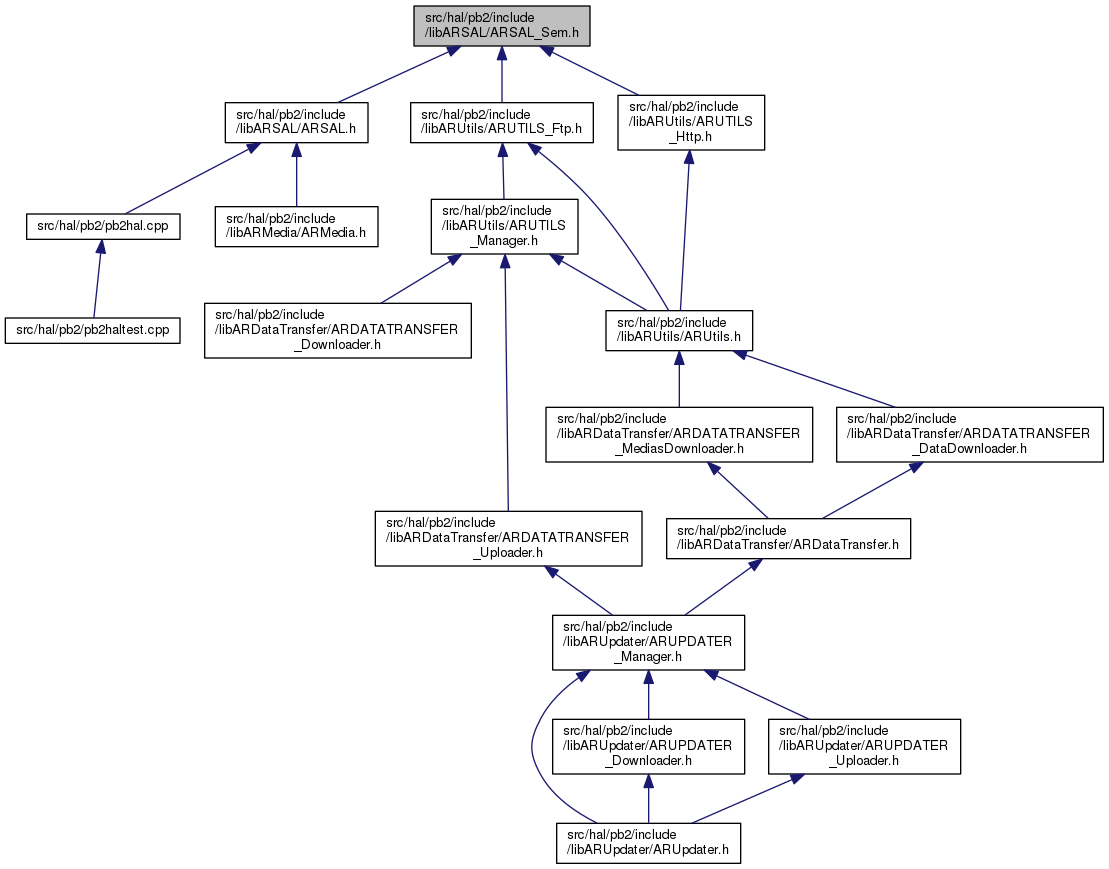 src/hal/pb2/include
/libARSAL/ARSAL_Sem.h
src/hal/pb2/include
/libARSAL/ARSAL.h
src/hal/pb2/include
/libARUtils/ARUTILS_Ftp.h
src/hal/pb2/include
/libARUtils/ARUTILS
_Http.h
src/hal/pb2/pb2hal.cpp
src/hal/pb2/include
/libARMedia/ARMedia.h
src/hal/pb2/include
/libARUtils/ARUTILS
_Manager.h
src/hal/pb2/pb2haltest.cpp
src/hal/pb2/include
/libARDataTransfer/ARDATATRANSFER
_Downloader.h
src/hal/pb2/include
/libARUtils/ARUtils.h
src/hal/pb2/include
/libARDataTransfer/ARDATATRANSFER
_MediasDownloader.h
src/hal/pb2/include
/libARDataTransfer/ARDATATRANSFER
_DataDownloader.h
src/hal/pb2/include
/libARDataTransfer/ARDATATRANSFER
_Uploader.h
src/hal/pb2/include
/libARDataTransfer/ARDataTransfer.h
src/hal/pb2/include
/libARUpdater/ARUPDATER
_Manager.h
src/hal/pb2/include
/libARUpdater/ARUPDATER
_Downloader.h
src/hal/pb2/include
/libARUpdater/ARUPDATER
_Uploader.h
src/hal/pb2/include
/libARUpdater/ARUpdater.h